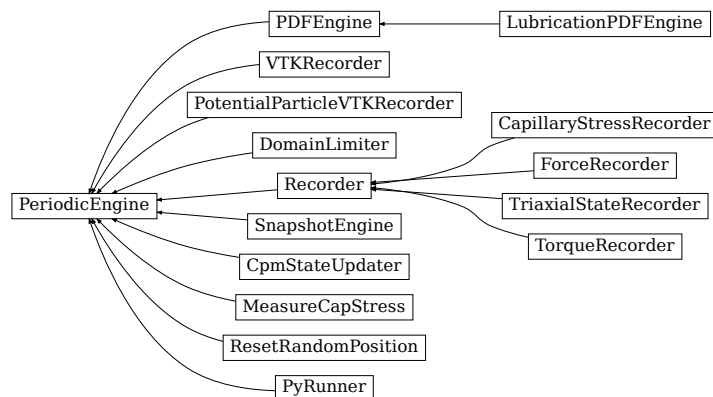 PDFEngine
LubricationPDFEngine
VTKRecorder
PotentialParticleVTKRecorder
CapillaryStressRecorder
DomainLimiter
ForceRecorder
Recorder
PeriodicEngine
TriaxialStateRecorder
SnapshotEngine
TorqueRecorder
CpmStateUpdater
MeasureCapStress
ResetRandomPosition
PyRunner